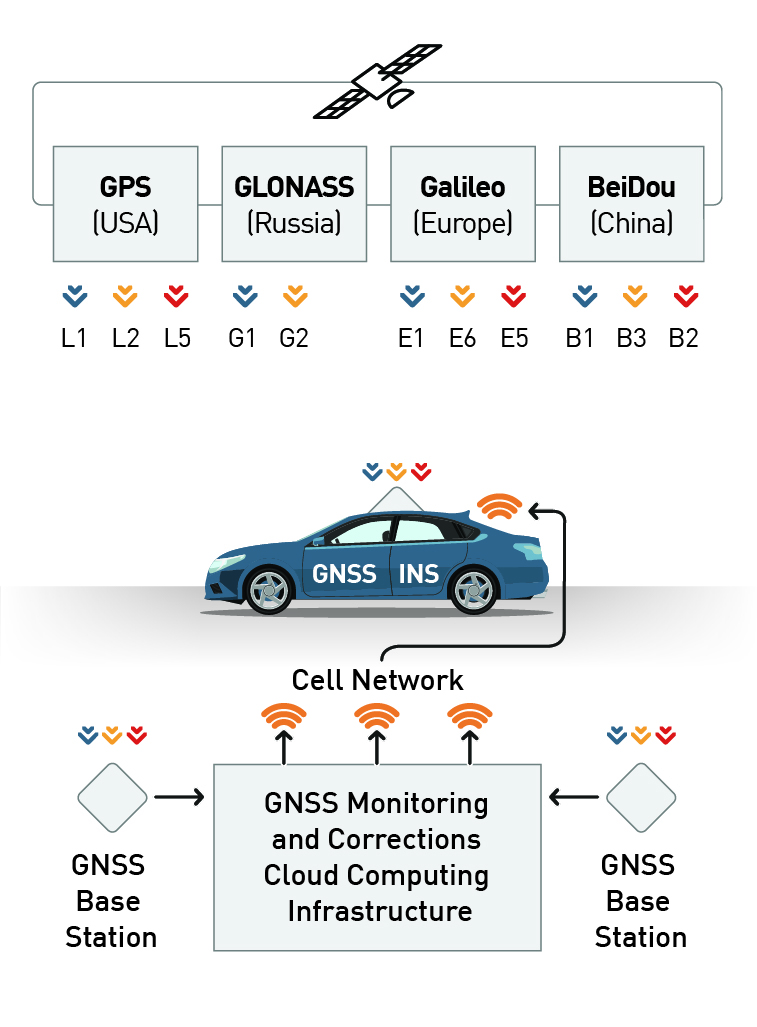 GPS
(USA)
GLONASS
(Russia)
Galileo
(Europe)
BeiDou
(China)
L1 L2 L5 G1 G2 E1 E6 E5 B1 B3 B2
GNSS INS
Cell Network
GNSS Monitoring
and Corrections
Cloud Computing
Infrastructure
GNSS
Base
Station
GNSS
Base
Station